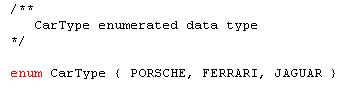 /**
CarType enumerated data type
*/
enum CarType { PORSCHE, FERRARI, JAGUAR }